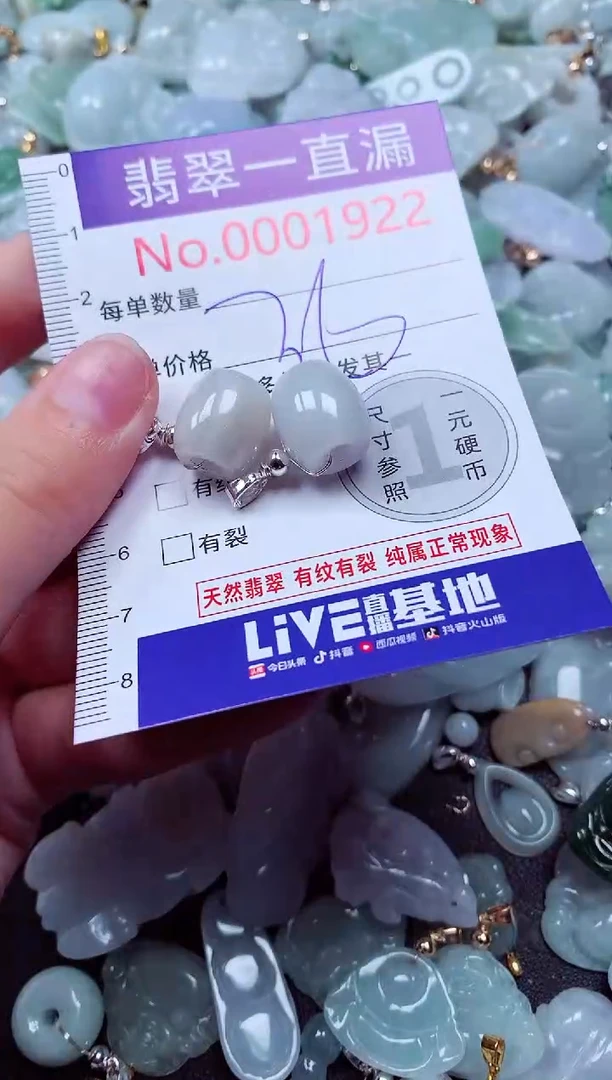 翡翠一直漏
No.0001922
每单数量
单价格
发其
有纹
有裂
尺寸参照
1
一元硬币
天然翡翠 有纹有裂 纯属正常现象
LiVE直播基地
今日头条 抖音 西瓜视频 抖音火山版
0
1
2
6
7
8